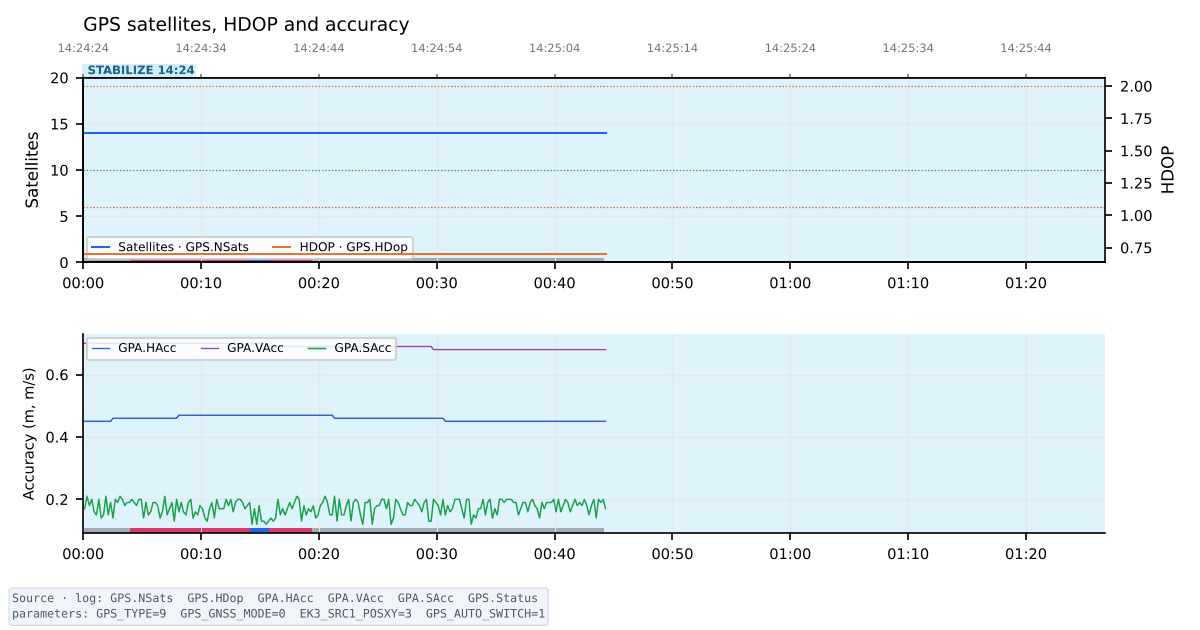 GPS satellites, HDOP and accuracy
14:24:24 14:24:34 14:24:44 14:24:54 14:25:04 14:25:14 14:25:24 14:25:34 14:25:44
STABILIZE 14:24
20
15
10
5
0
Satellites
2.00
1.75
1.50
1.25
1.00
0.75
HDOP
Satellites · GPS.NSats HDOP · GPS.HDop
00:00 00:10 00:20 00:30 00:40 00:50 01:00 01:10 01:20
GPA.HAcc GPA.VAcc GPA.SAcc
0.6
0.4
0.2
Accuracy (m, m/s)
00:00 00:10 00:20 00:30 00:40 00:50 01:00 01:10 01:20
Source · log: GPS.NSats GPS.HDop GPA.HAcc GPA.VAcc GPA.SAcc GPS.Status
parameters: GPS_TYPE=9 GPS_GNSS_MODE=0 EK3_SRC1_POSXY=3 GPS_AUTO_SWITCH=1